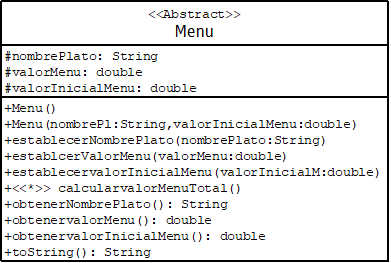 <<Abstract>>
Menu
#nombrePlato: String
#valorMenu: double
#valorInicialMenu: double
+Menu()
+Menu(nombrePl:String,valorInicialMenu:double)
+establecerNombrePlato(nombrePlato:String)
+establcerValorMenu(valorMenu:double)
+establecervalorInicialMenu(valorInicialM:double)
+<<*>> calcularvalorMenuTotal()
+obtenerNombrePlato(): String
+obtenervalorMenu(): double
+obtenervalorInicialMenu(): double
+toString(): String